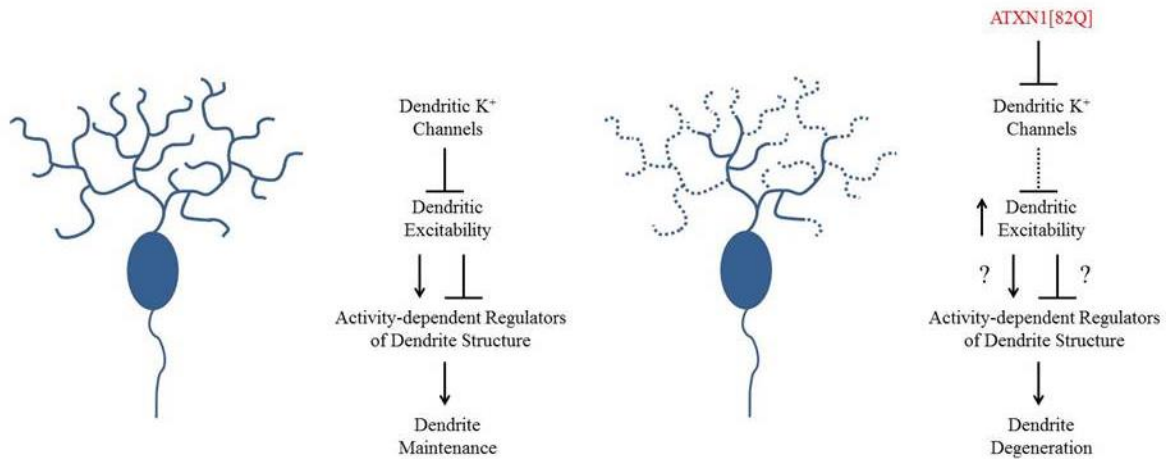 Dendritic K⁺
Channels
Dendritic
Excitability
Activity-dependent Regulators
of Dendrite Structure
Dendrite
Maintenance
ATXN1[82Q]
Dendritic K⁺
Channels
Dendritic
Excitability
? ?
Activity-dependent Regulators
of Dendrite Structure
Dendrite
Degeneration